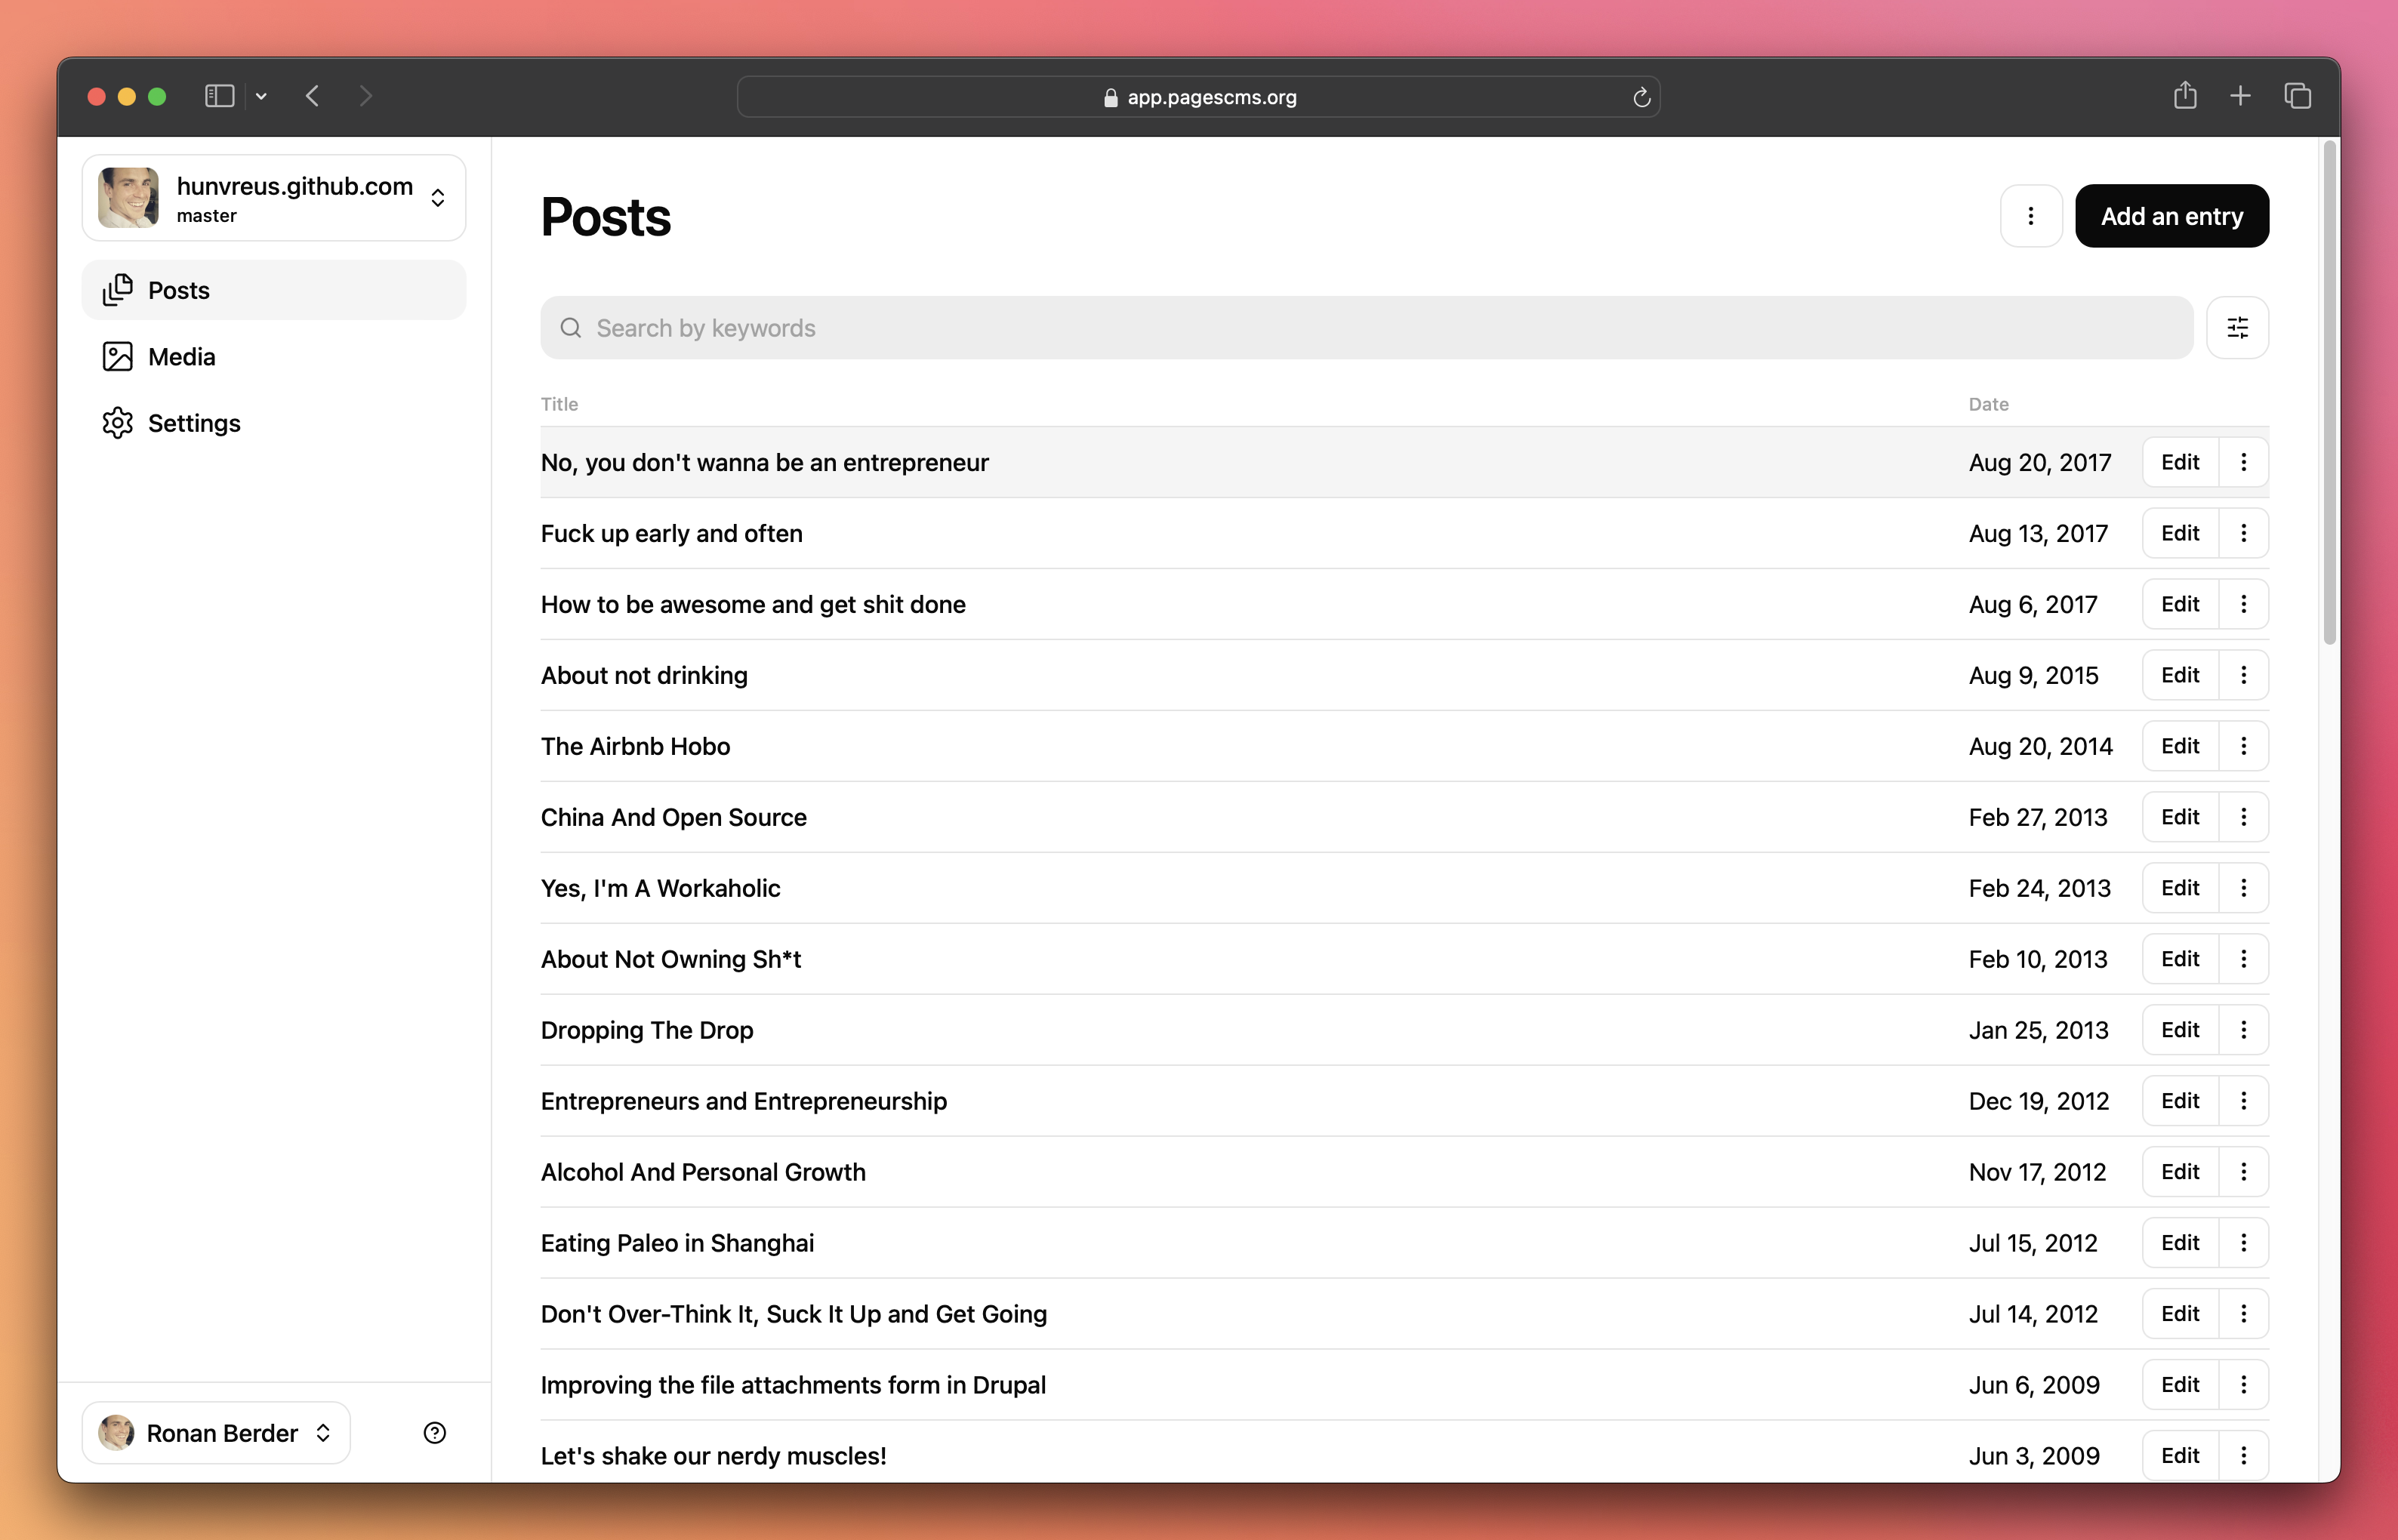 app.pagescms.org
hunvreus.github.com
master
Posts
Media
Settings
Ronan Berder
Posts
Add an entry
Search by keywords
Title Date
No, you don't wanna be an entrepreneur Aug 20, 2017 Edit
Fuck up early and often Aug 13, 2017 Edit
How to be awesome and get shit done Aug 6, 2017 Edit
About not drinking Aug 9, 2015 Edit
The Airbnb Hobo Aug 20, 2014 Edit
China And Open Source Feb 27, 2013 Edit
Yes, I'm A Workaholic Feb 24, 2013 Edit
About Not Owning Sh*t Feb 10, 2013 Edit
Dropping The Drop Jan 25, 2013 Edit
Entrepreneurs and Entrepreneurship Dec 19, 2012 Edit
Alcohol And Personal Growth Nov 17, 2012 Edit
Eating Paleo in Shanghai Jul 15, 2012 Edit
Don't Over-Think It, Suck It Up and Get Going Jul 14, 2012 Edit
Improving the file attachments form in Drupal Jun 6, 2009 Edit
Let's shake our nerdy muscles! Jun 3, 2009 Edit